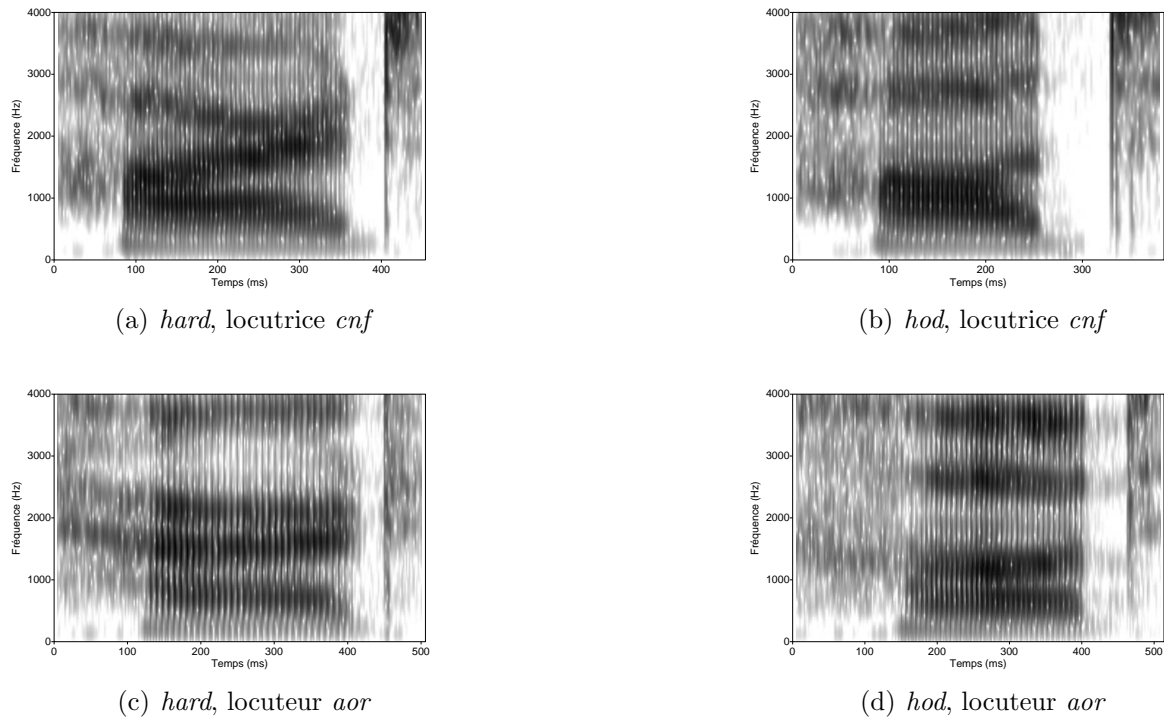 4000
3000
2000
1000
0
Fréquence (Hz)
0 100 200 300 400
Temps (ms)
(a) hard, locutrice cnf
4000
3000
2000
1000
0
Fréquence (Hz)
0 100 200 300
Temps (ms)
(b) hod, locutrice cnf
4000
3000
2000
1000
0
Fréquence (Hz)
0 100 200 300 400 500
Temps (ms)
(c) hard, locuteur aor
4000
3000
2000
1000
0
Fréquence (Hz)
0 100 200 300 400 500
Temps (ms)
(d) hod, locuteur aor